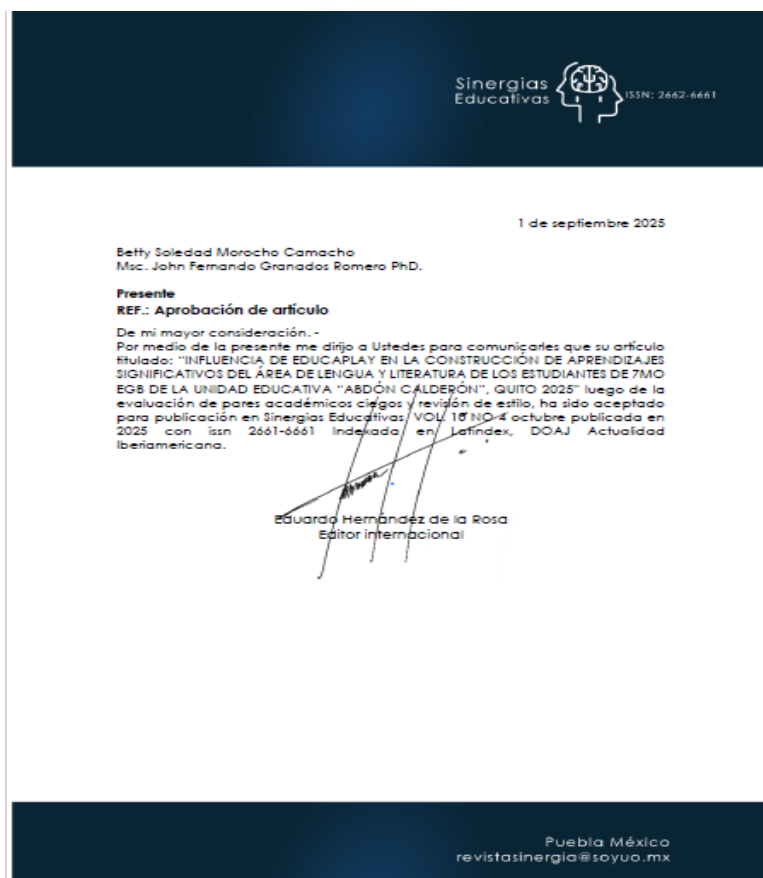 Sinergias
Educativas
ISSN: 2662-6661
1 de septiembre 2025
Betty Soledad Morocho Camacho
Msc. John Fernando Granados Romero PhD.
Presente
REF.: Aprobación de artículo
De mi mayor consideración. -
Por medio de la presente me dirijo a Ustedes para comunicarles que su artículo
titulado: "INFLUENCIA DE EDUCAPLAY EN LA CONSTRUCCIÓN DE APRENDIZAJES
SIGNIFICATIVOS DEL ÁREA DE LENGUA Y LITERATURA DE LOS ESTUDIANTES DE 7MO
EGB DE LA UNIDAD EDUCATIVA "ABDÓN CALDERÓN", QUITO 2025" luego de la
evaluación de pares académicos ciegos y revisión de estilo, ha sido aceptado
para publicación en Sinergias Educativas VOL. 10 NO 4 octubre publicada en
2025 con issn 2661-6661 Indexada en Latindex, DOAJ Actualidad
Iberiamericana.
Eduardo Hernández de la Rosa
Editor internacional
Puebla México
revistasinergia@soyuo.mx